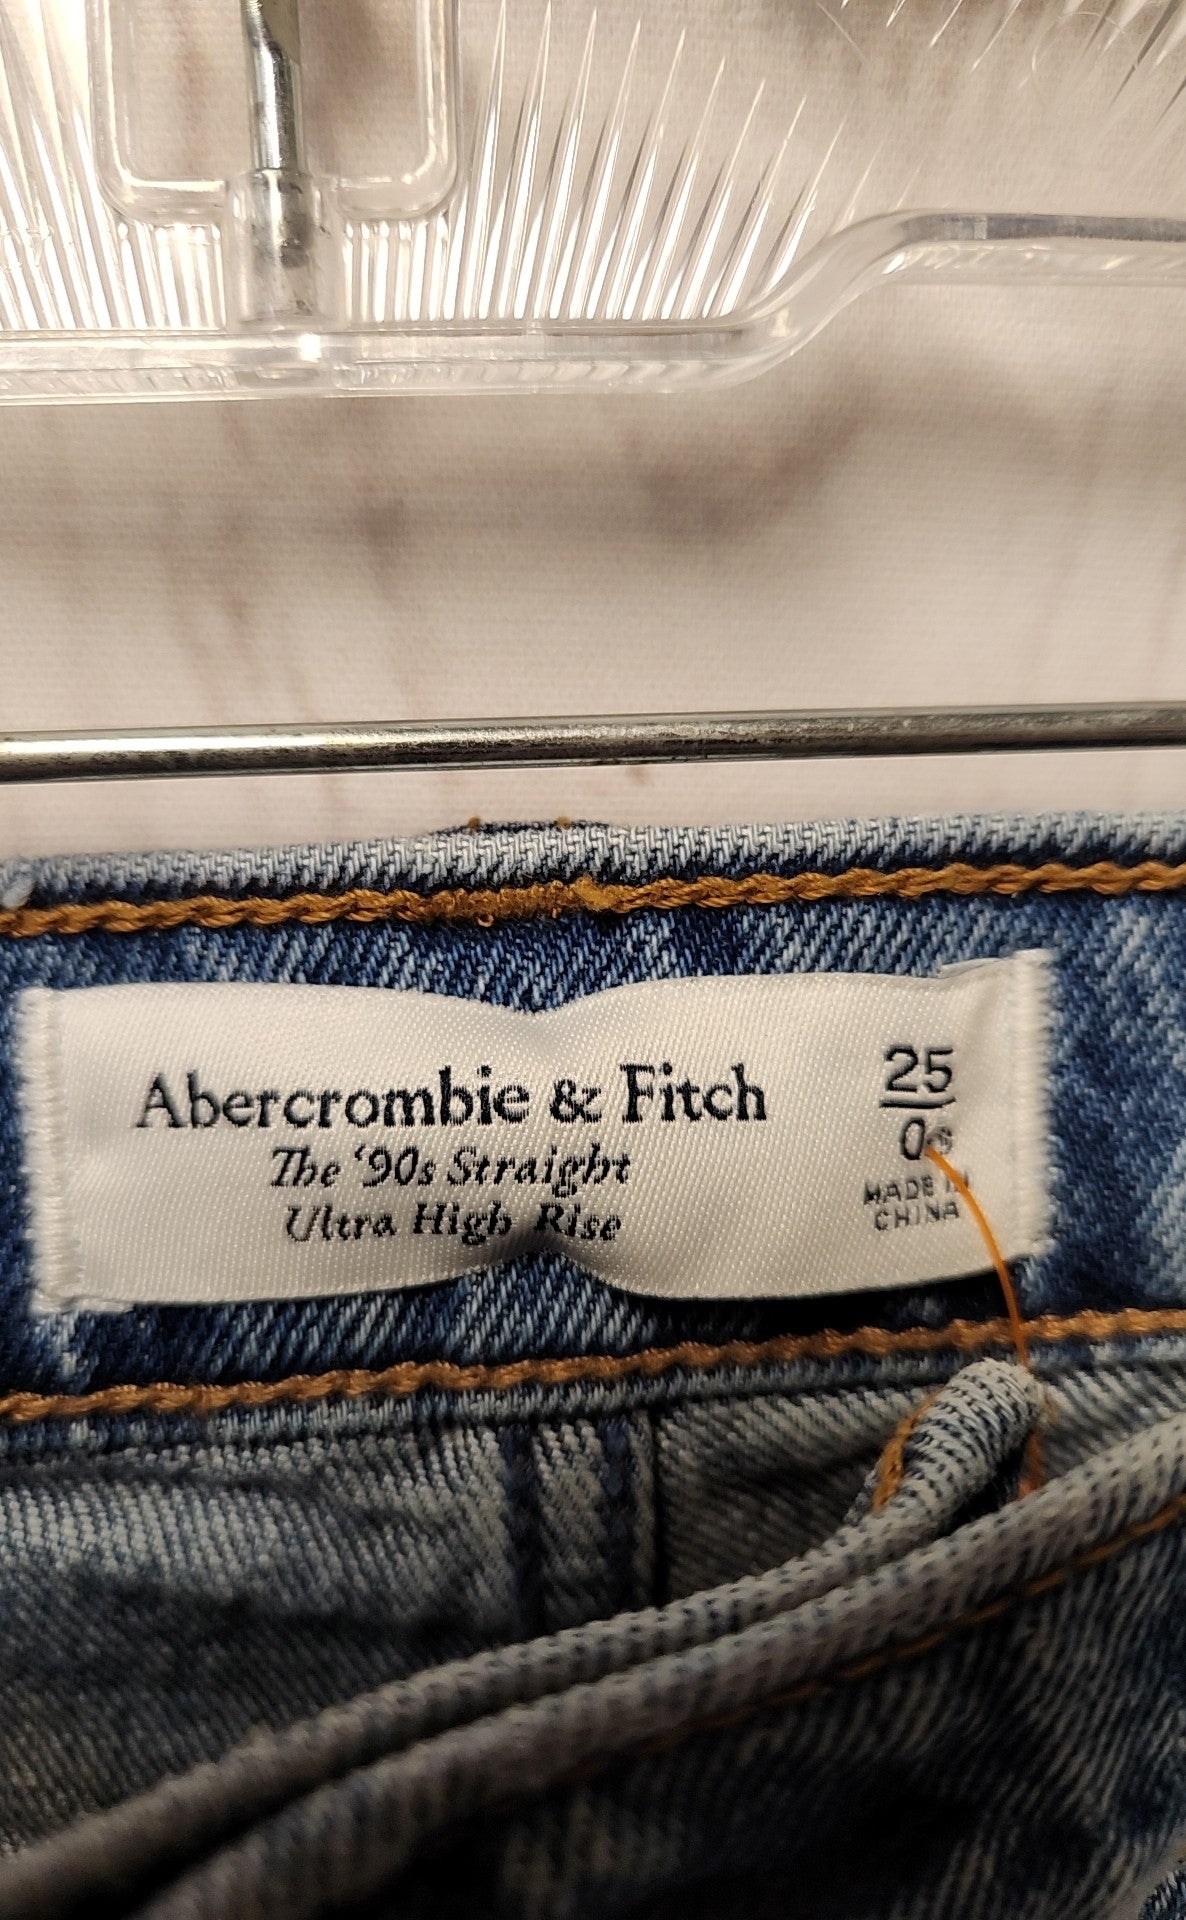 Abercrombie & Fitch
The ‘90s Straight
Ultra High Rise
25
0S
MADE IN
CHINA